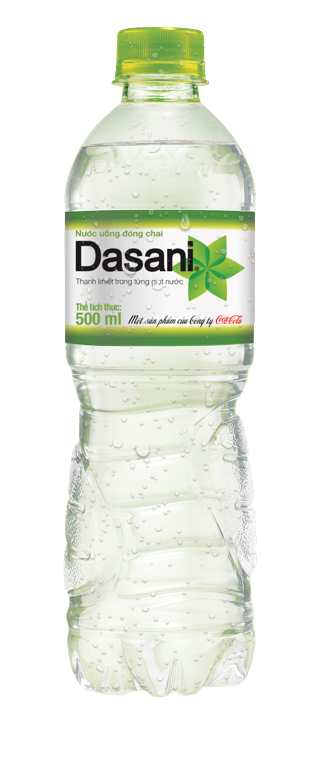 Nước uống đóng chai
Dasani
Thanh khiết trong từng giọt nước
Thể tích thực:
500 ml
Một sản phẩm của Công ty Coca-Cola